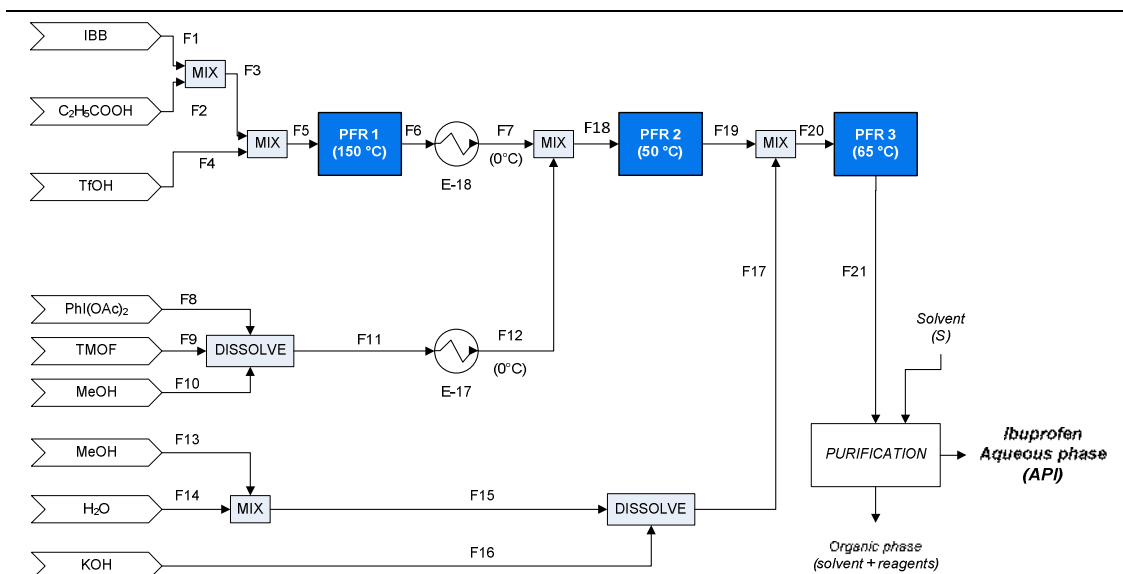 IBB
F1
MIX
F3
C₂H₅COOH
F2
F4
TfOH
MIX
F5
PFR 1
(150 °C)
F6
E-18
F7
(0°C)
MIX
F18
PFR 2
(50 °C)
F19
MIX
F20
PFR 3
(65 °C)
F17
F21
PhI(OAc)₂
F8
TMOF
F9
DISSOLVE
MeOH
F10
F11
E-17
F12
(0°C)
Solvent
(S)
MeOH
F13
H₂O
F14
MIX
F15
DISSOLVE
KOH
F16
PURIFICATION
Ibuprofen
Aqueous phase
(API)
Organic phase
(solvent + reagents)